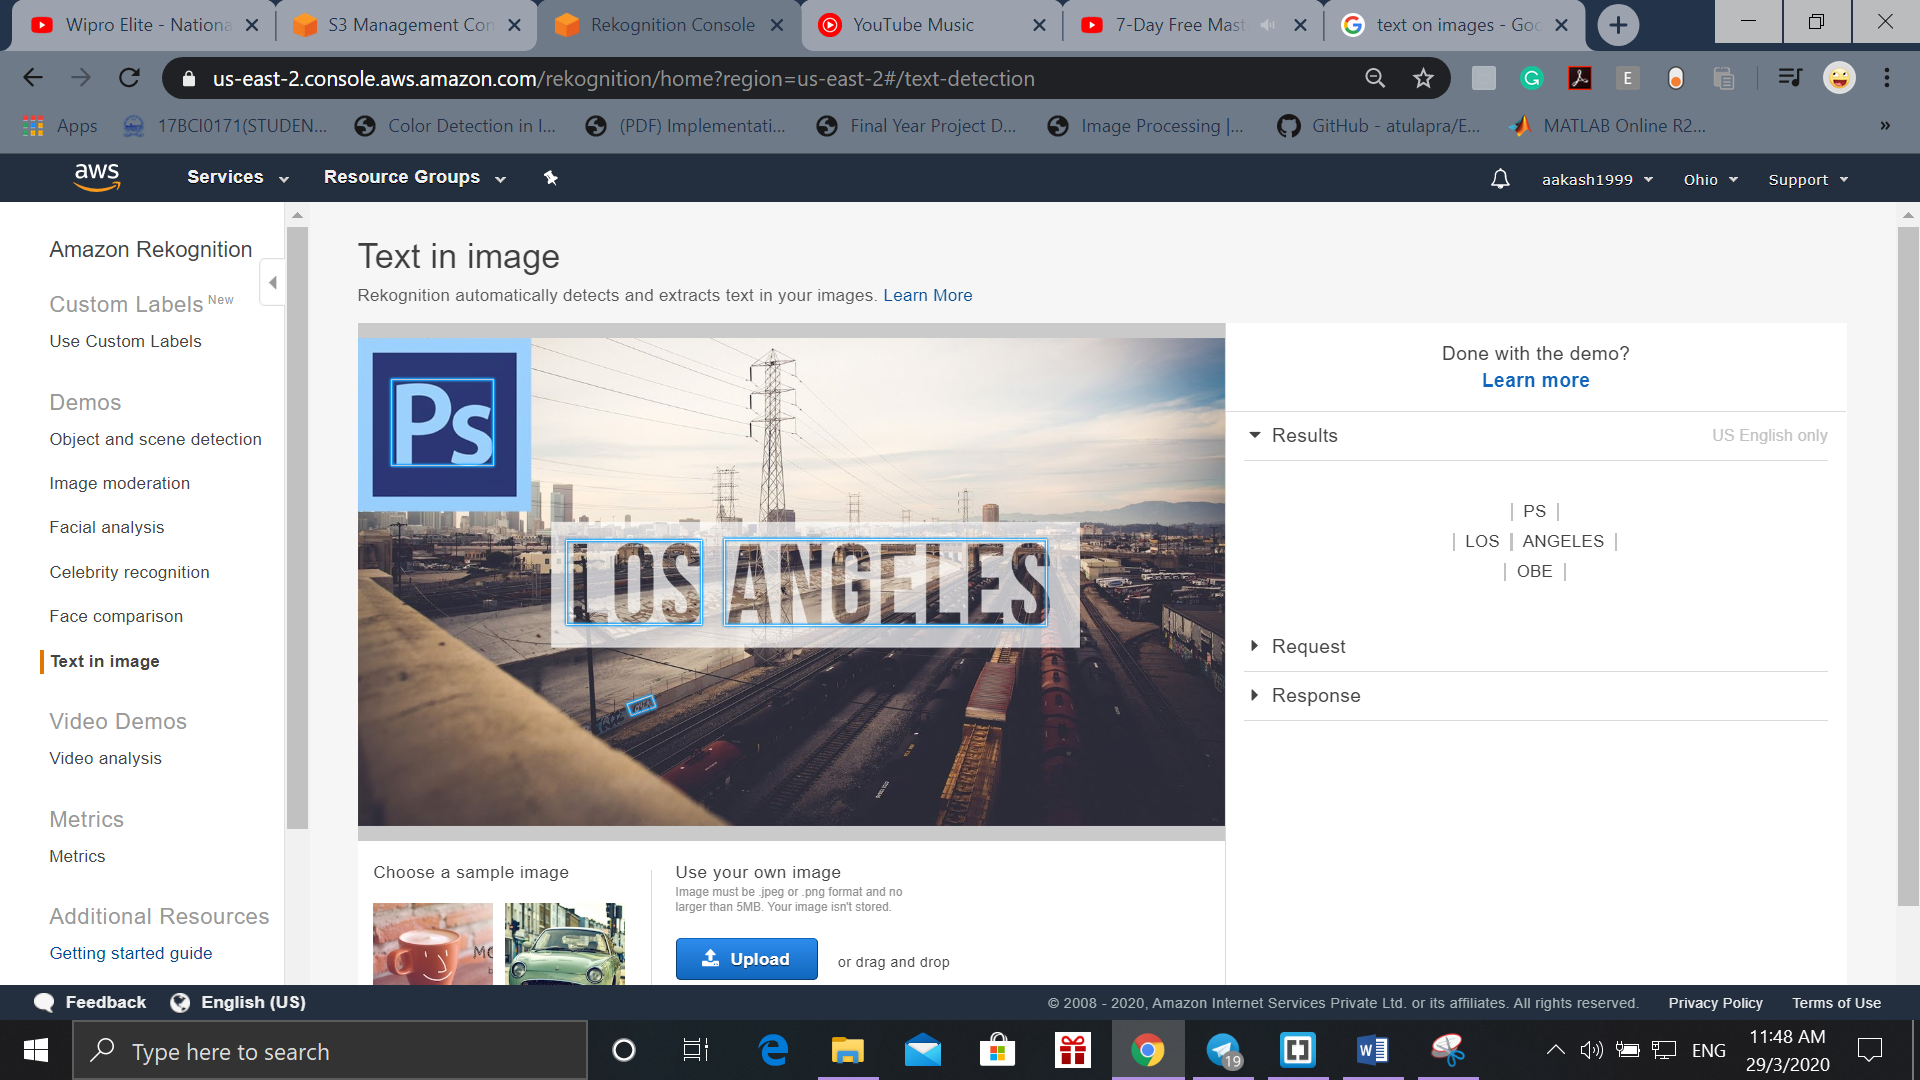 Wipro Elite - Nationa
S3 Management Con
Rekognition Console
YouTube Music
7-Day Free Mast
text on images - Goo
us-east-2.console.aws.amazon.com/rekognition/home?region=us-east-2#/text-detection
E
Apps
17BCI0171(STUDEN...
Color Detection in I...
(PDF) Implementati...
Final Year Project D...
Image Processing |...
GitHub - atulapra/E...
MATLAB Online R2...
»
aws
Services
Resource Groups
aakash1999
Ohio
Support
Amazon Rekognition
Custom Labels New
Use Custom Labels
Demos
Object and scene detection
Image moderation
Facial analysis
Celebrity recognition
Face comparison
Text in image
Video Demos
Video analysis
Metrics
Metrics
Additional Resources
Getting started guide
Text in image
Rekognition automatically detects and extracts text in your images. Learn More
Ps
LOS ANGELES
Done with the demo?
Learn more
Results
US English only
| PS |
| LOS | ANGELES |
| OBE |
Request
Response
Choose a sample image
Use your own image
Image must be .jpeg or .png format and no
larger than 5MB. Your image isn't stored.
Upload
or drag and drop
Feedback
English (US)
© 2008 - 2020, Amazon Internet Services Private Ltd. or its affiliates. All rights reserved.
Privacy Policy
Terms of Use
Type here to search
19
ENG
11:48 AM
29/3/2020